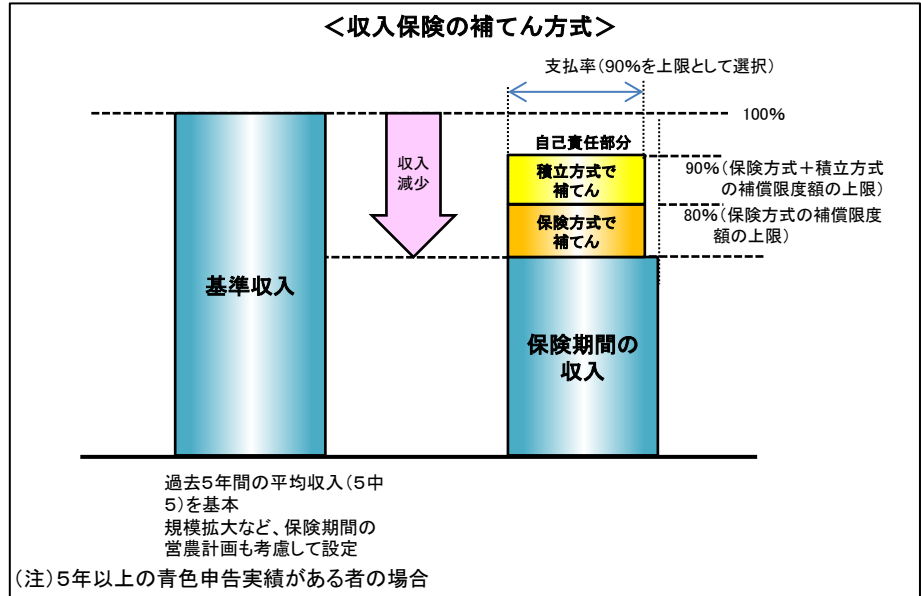 ＜収入保険の補てん方式＞
支払率（90％を上限として選択）
100％
自己責任部分
収入
減少
積立方式で
補てん
90％（保険方式＋積立方式
の補償限度額の上限）
80％（保険方式の補償限度
額の上限）
保険方式で
補てん
基準収入
保険期間の
収入
過去５年間の平均収入（５中
５）を基本
規模拡大など、保険期間の
営農計画も考慮して設定
（注）５年以上の青色申告実績がある者の場合